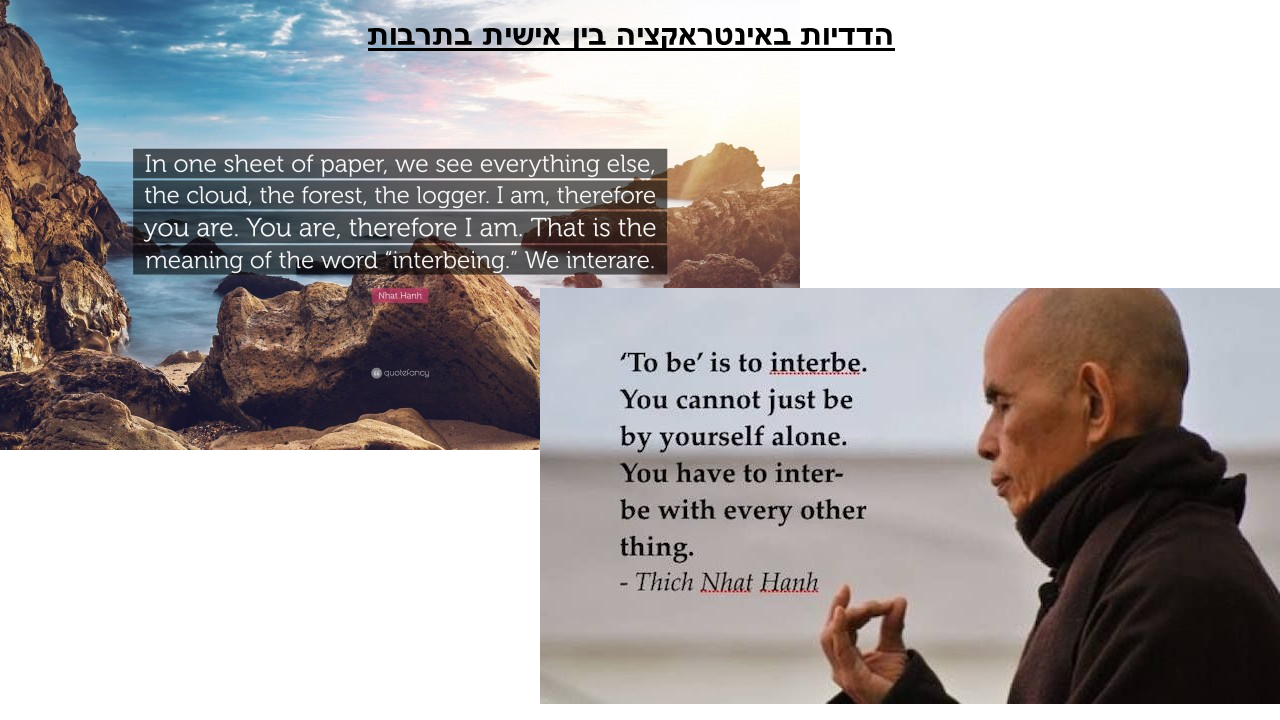 הדדיות באינטראקציה בין אישית בתרבות
In one sheet of paper, we see everything else,
the cloud, the forest, the logger. I am, therefore
you are. You are, therefore I am. That is the
meaning of the word “interbeing.” We interare.
Nhat Hanh
quotefancy
‘To be’ is to interbe.
You cannot just be
by yourself alone.
You have to inter-
be with every other
thing.
- Thich Nhat Hanh